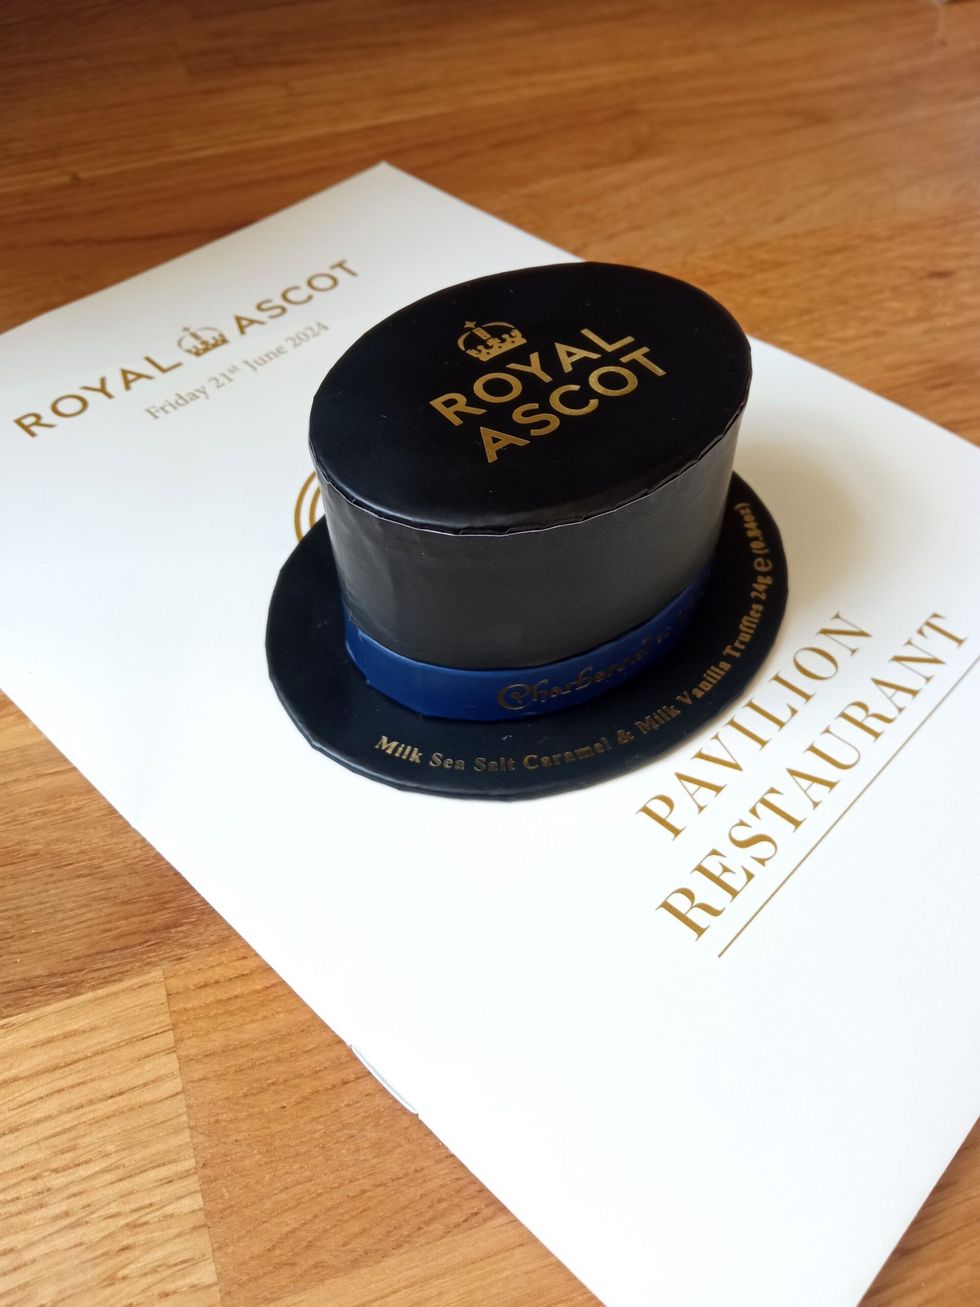 ROYAL ASCOT
Friday 21st June 2024
ROYAL
ASCOT
Charbonnel
Milk Sea Salt Caramel & Milk Vanilla Truffles 24g e (0.84oz)
PAVILION
RESTAURANT